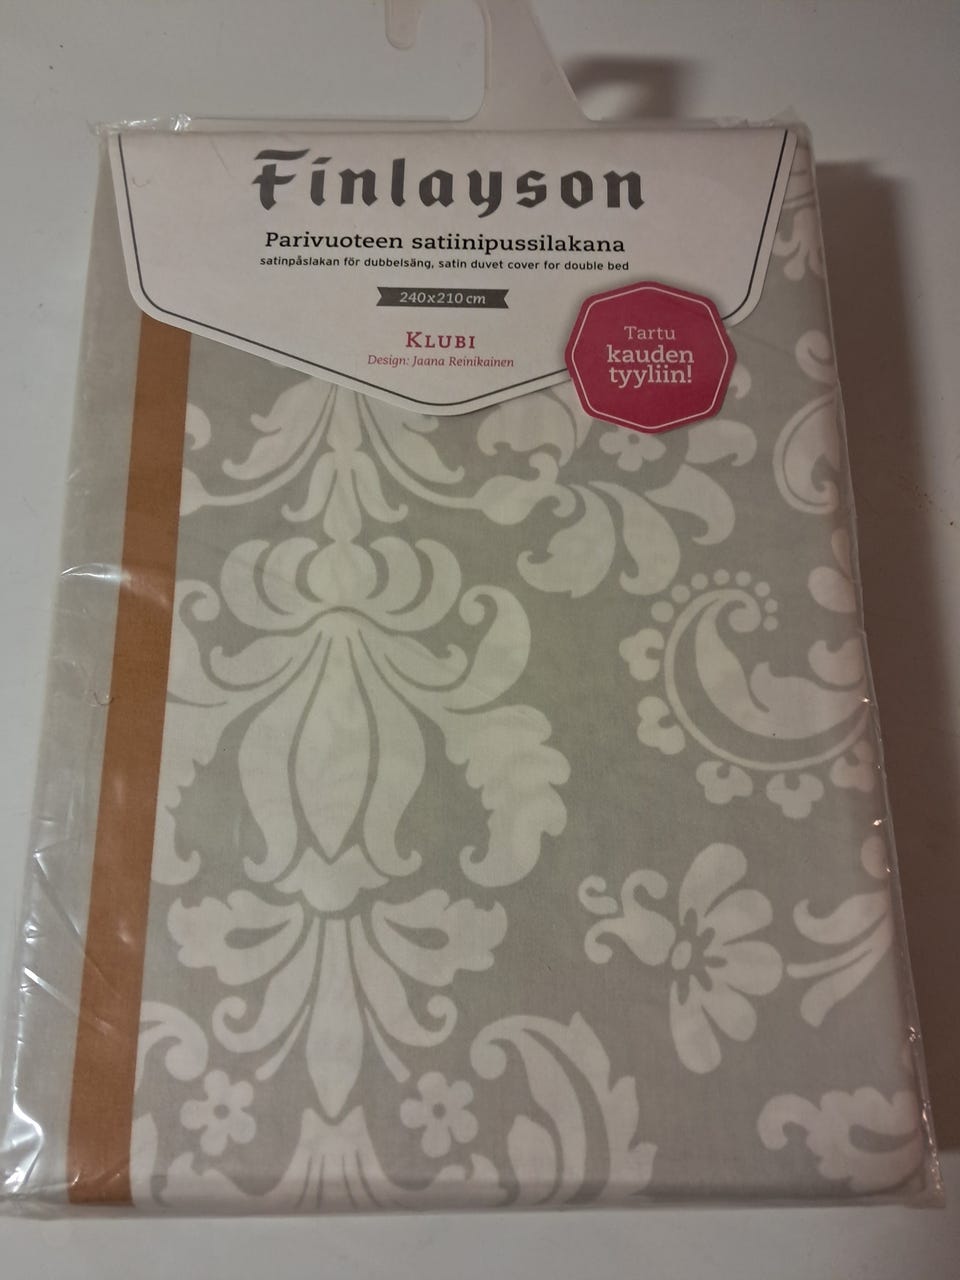 Finlayson
Parivuoteen satiinipussilakana
satinpåslakan för dubbelsäng, satin duvet cover for double bed
240x210 cm
Klubi
Design: Jaana Reinikainen
Tartu
kauden
tyyliin!